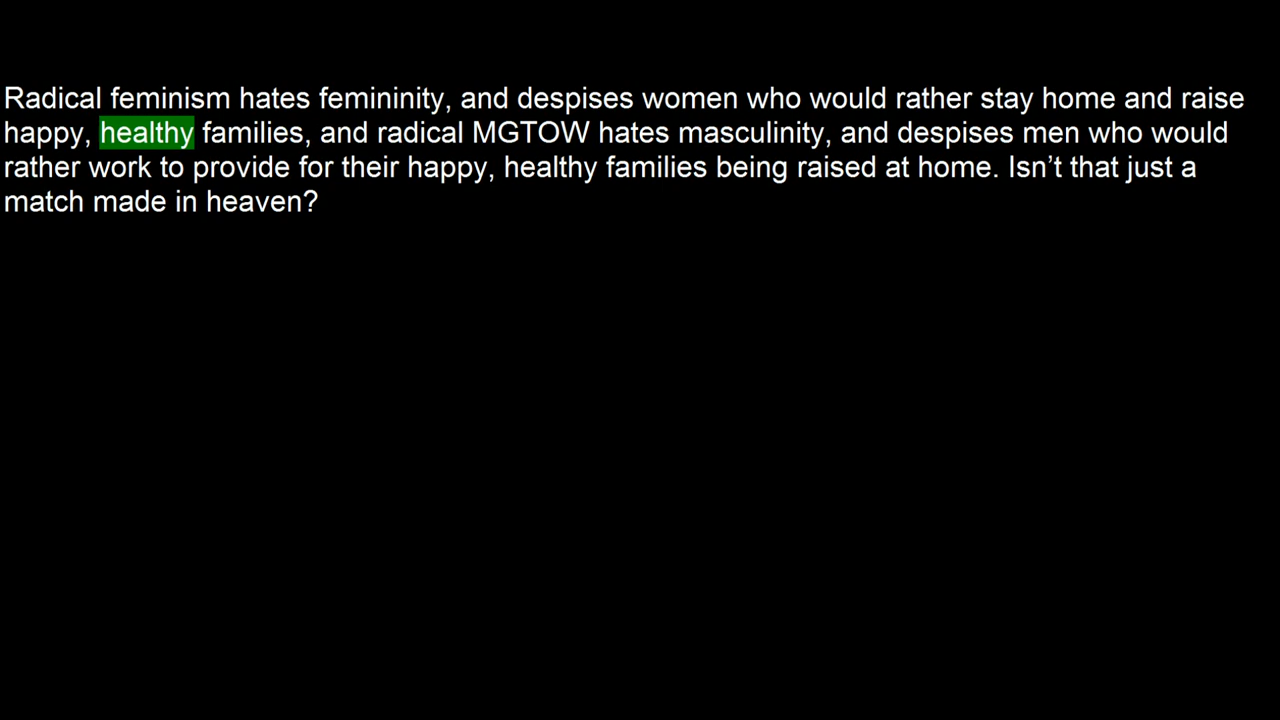 Radical feminism hates femininity, and despises women who would rather stay home and raise
happy, healthy families, and radical MGTOW hates masculinity, and despises men who would
rather work to provide for their happy, healthy families being raised at home. Isn’t that just a
match made in heaven?